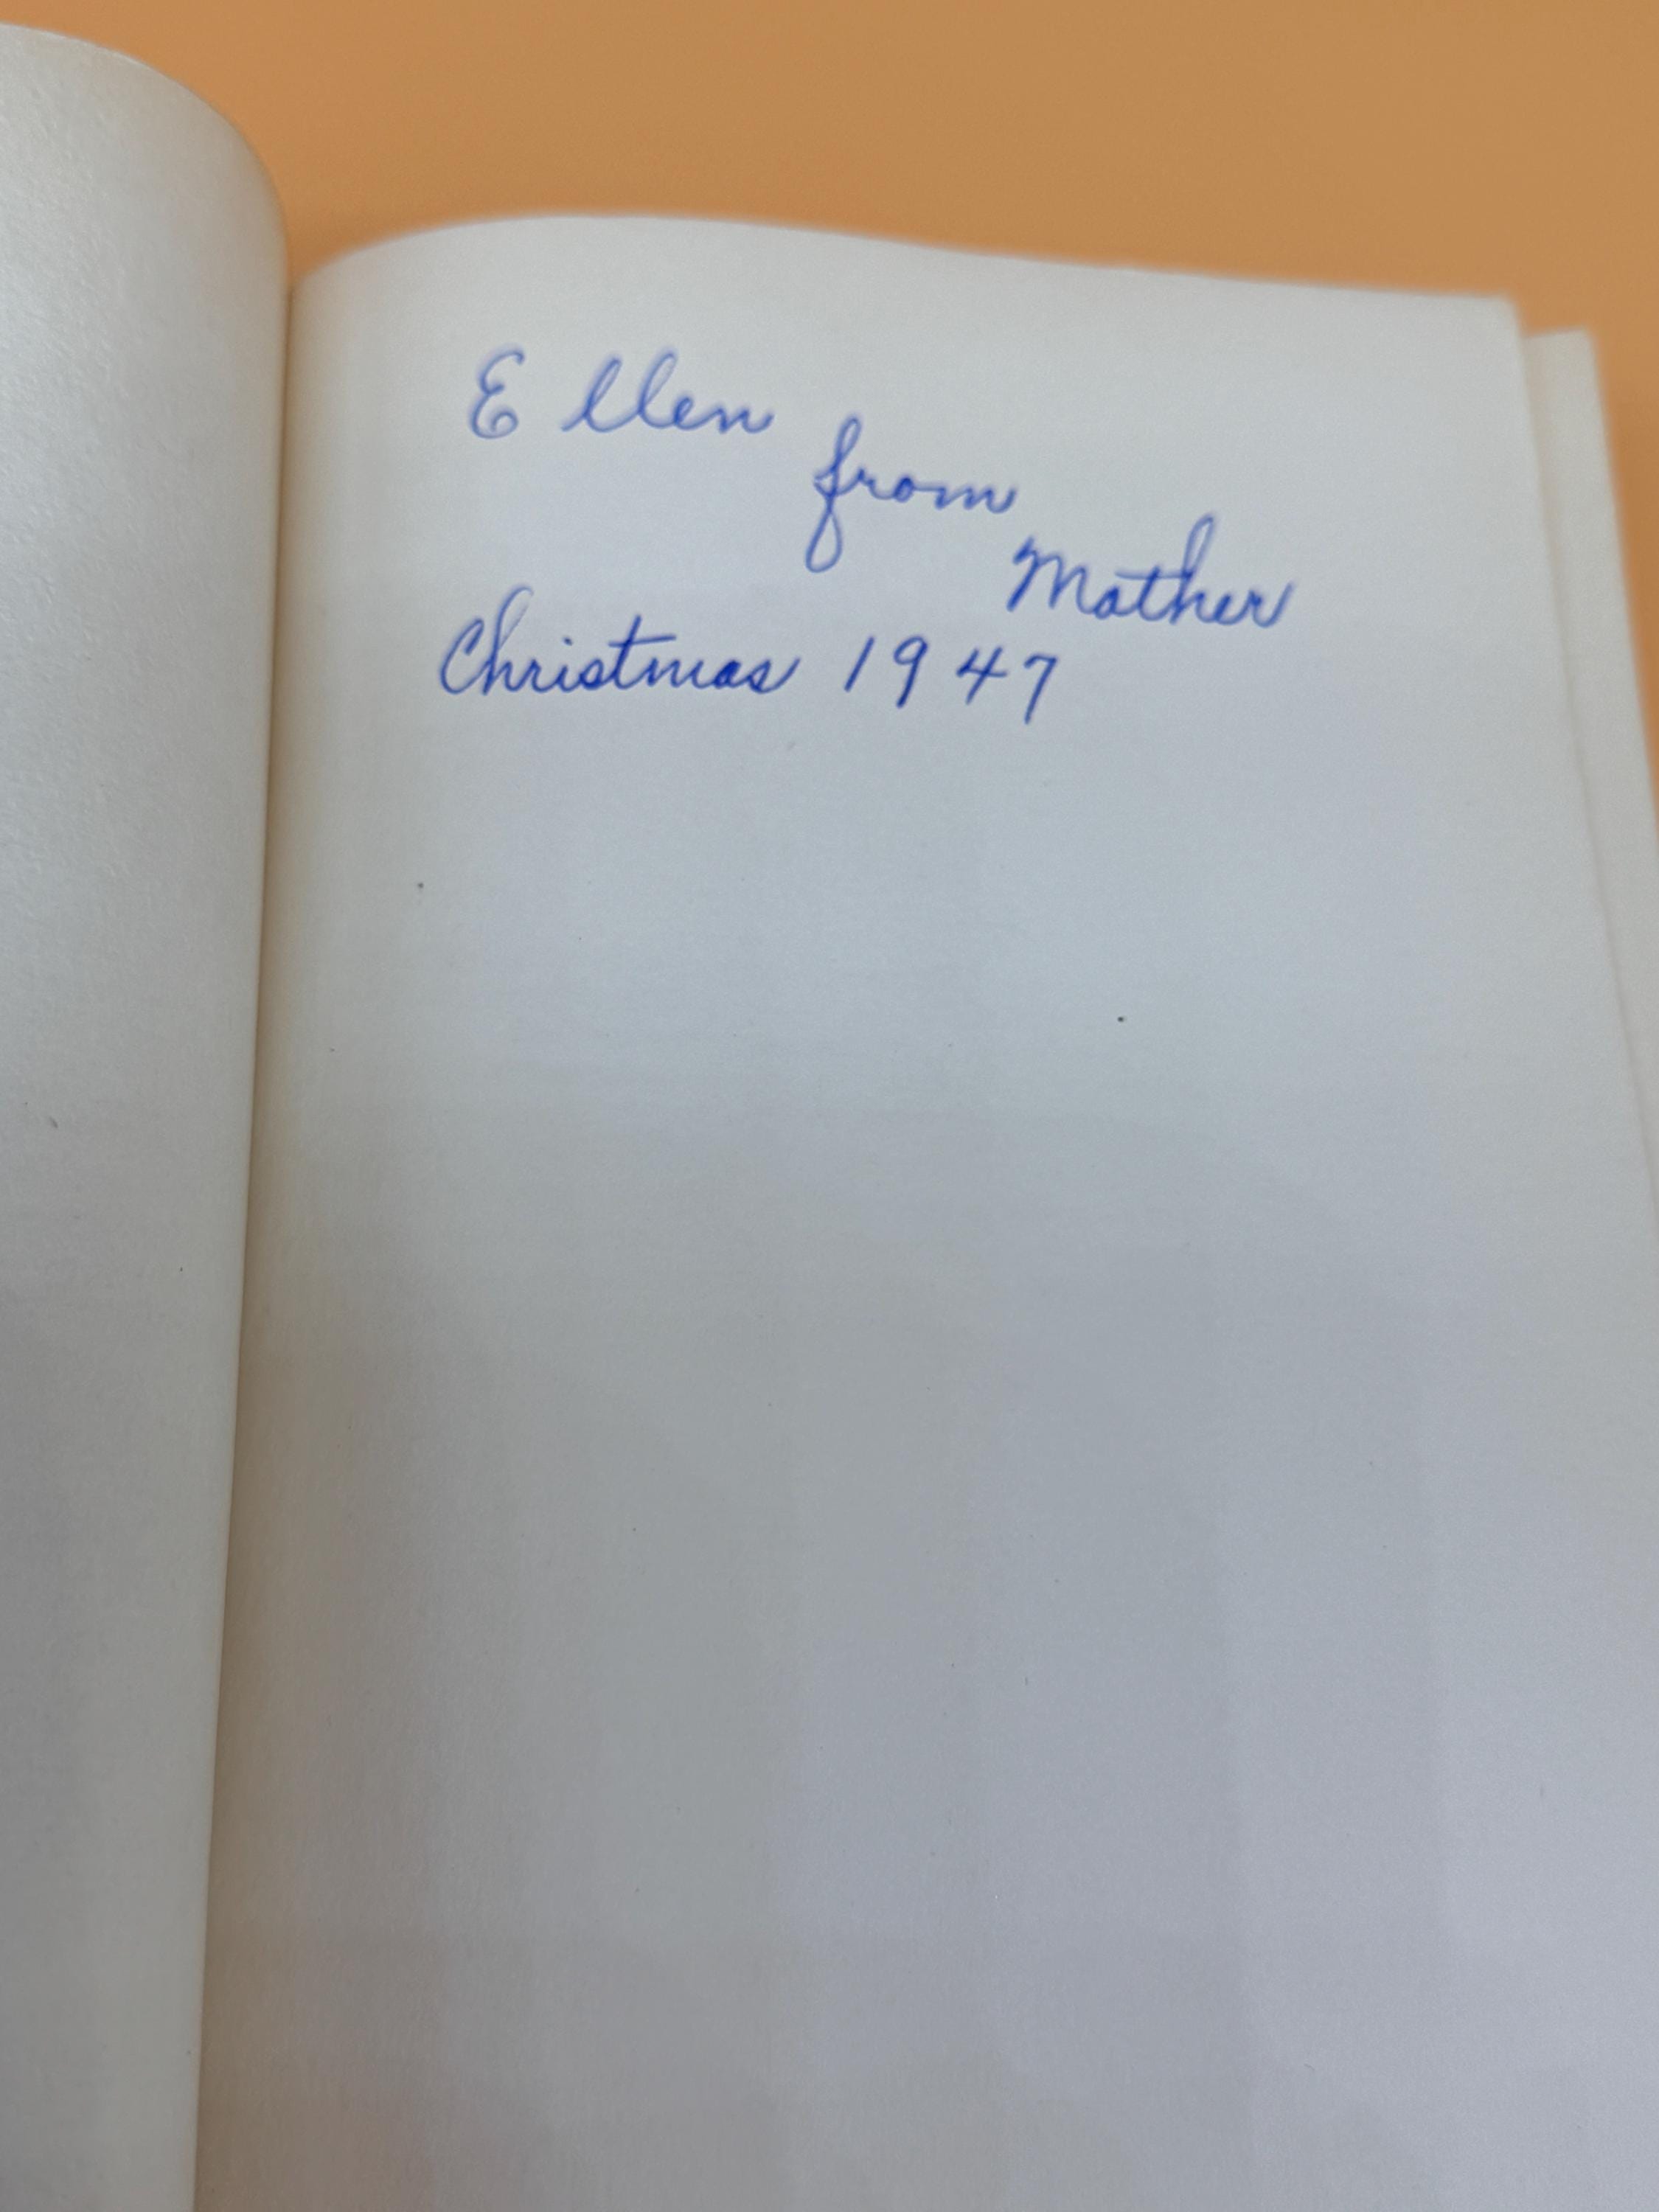 Ellen
from
Mother
Christmas 1947